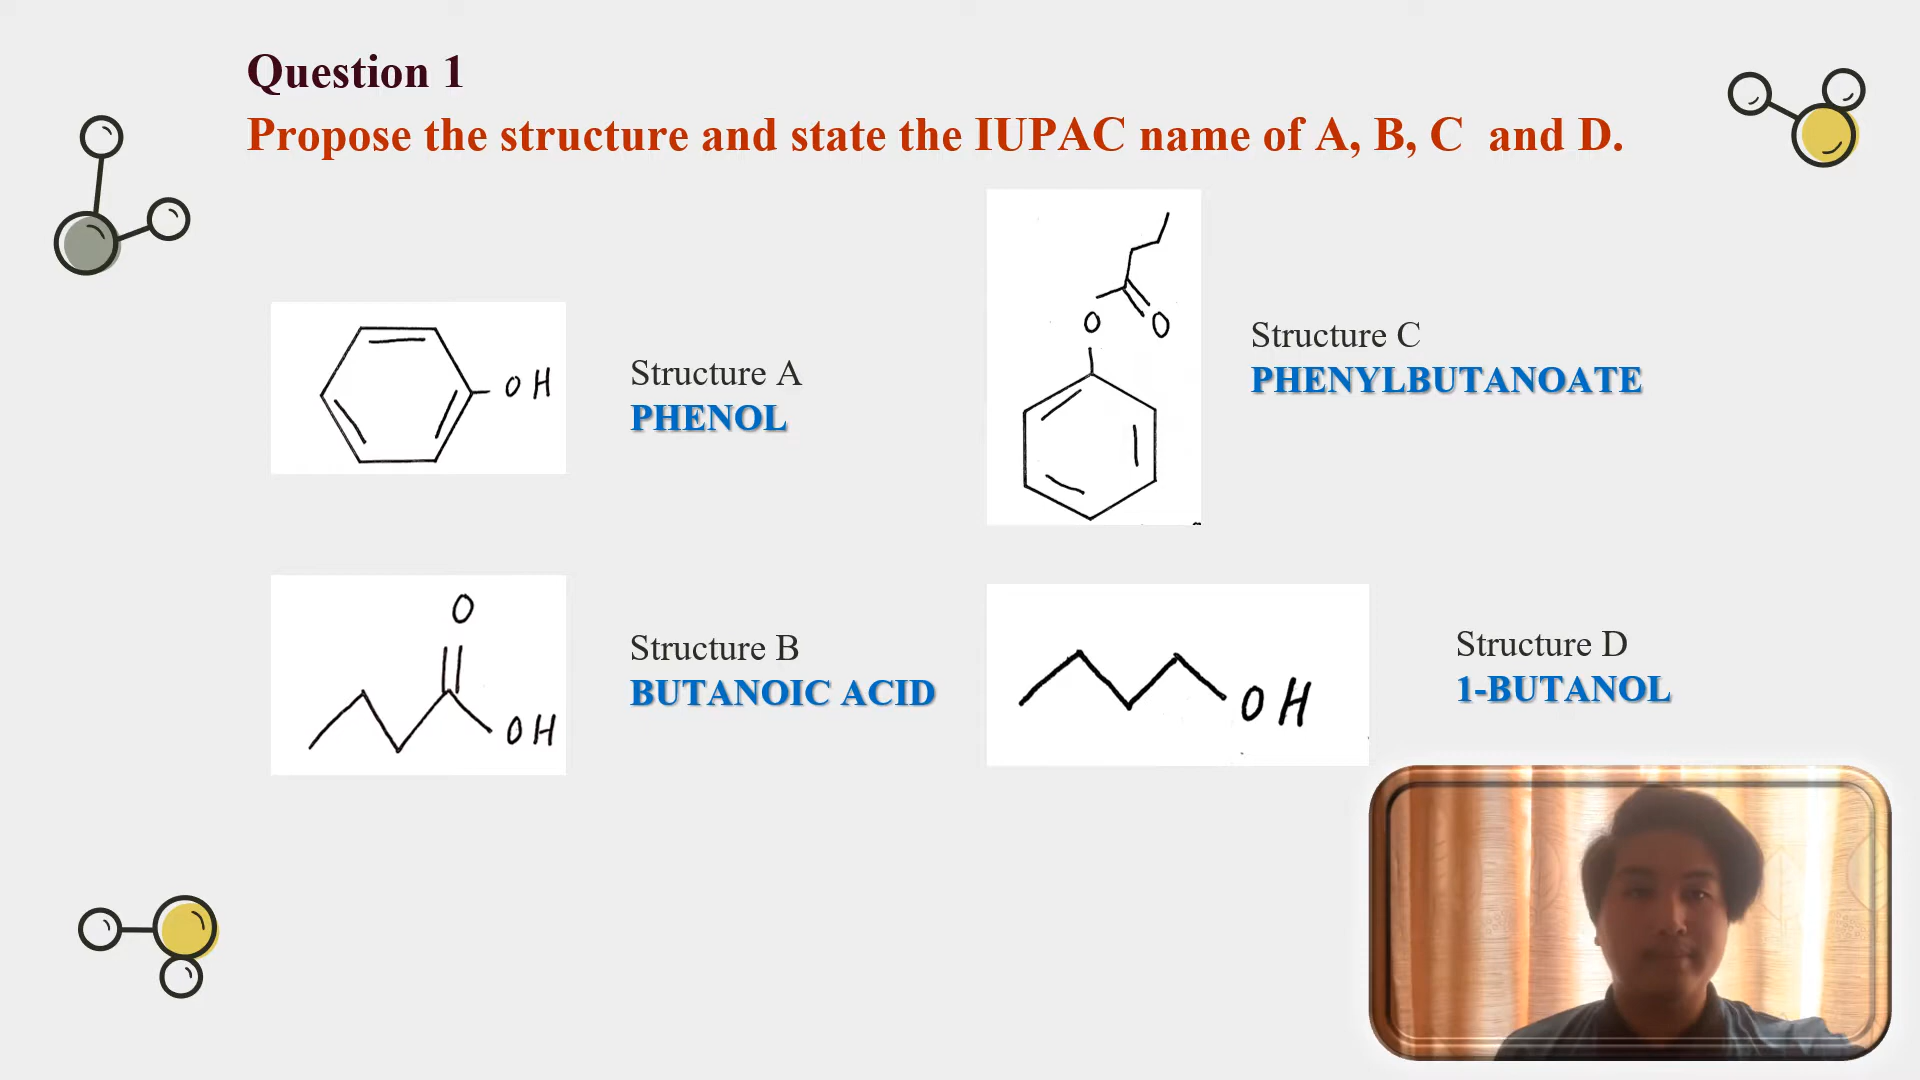 Question 1
Propose the structure and state the IUPAC name of A, B, C and D.
OH
Structure A
PHENOL
O
O
Structure C
PHENYLBUTANOATE
O
OH
Structure B
BUTANOIC ACID
OH
Structure D
1-BUTANOL